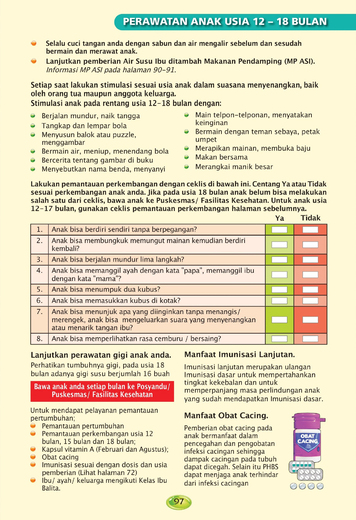 PERAWATAN ANAK USIA 12 – 18 BULAN
Selalu cuci tangan anda dengan sabun dan air mengalir sebelum dan sesudah
bermain dan merawat anak.
Lanjutkan pemberian Air Susu Ibu ditambah Makanan Pendamping (MP ASI).
Informasi MP ASI pada halaman 90-91.
Setiap saat lakukan stimulasi sesuai usia anak dalam suasana menyenangkan, baik
oleh orang tua maupun anggota keluarga.
Stimulasi anak pada rentang usia 12-18 bulan dengan:
Berjalan mundur, naik tangga
Tangkap dan lempar bola
Menyusun balok atau puzzle,
menggambar
Bermain air, meniup, menendang bola
Bercerita tentang gambar di buku
Menyebutkan nama benda, menyanyi
Main telpon-telponan, menyatakan
keinginan
Bermain dengan teman sebaya, petak
umpet
Merapikan mainan, membuka baju
Makan bersama
Merangkai manik besar
Lakukan pemantauan perkembangan dengan ceklis di bawah ini. Centang Ya atau Tidak
sesuai perkembangan anak anda. Jika pada usia 18 bulan anak belum bisa melakukan
salah satu dari ceklis, bawa anak ke Puskesmas/ Fasilitas Kesehatan. Untuk anak usia
12-17 bulan, gunakan ceklis pemantauan perkembangan halaman sebelumnya.
Ya Tidak
1. Anak bisa berdiri sendiri tanpa berpegangan?
2. Anak bisa membungkuk memungut mainan kemudian berdiri
kembali?
3. Anak bisa berjalan mundur lima langkah?
4. Anak bisa memanggil ayah dengan kata "papa", memanggil ibu
dengan kata "mama"?
5. Anak bisa menumpuk dua kubus?
6. Anak bisa memasukkan kubus di kotak?
7. Anak bisa menunjuk apa yang diinginkan tanpa menangis/
merengek, anak bisa mengeluarkan suara yang menyenangkan
atau menarik tangan ibu?
8. Anak bisa memperlihatkan rasa cemburu / bersaing?
Lanjutkan perawatan gigi anak anda.
Perhatikan tumbuhnya gigi, pada usia 18
bulan adanya gigi susu berjumlah 16 buah
Bawa anak anda setiap bulan ke Posyandu/
Puskesmas/ Fasilitas Kesehatan
Untuk mendapat pelayanan pemantauan
pertumbuhan;
Pemantauan pertumbuhan
Pemantauan perkembangan usia 12
bulan, 15 bulan dan 18 bulan;
Kapsul vitamin A (Februari dan Agustus);
Obat cacing
Imunisasi sesuai dengan dosis dan usia
pemberian (Lihat halaman 72)
Ibu/ ayah/ keluarga mengikuti Kelas Ibu
Balita.
Manfaat Imunisasi Lanjutan.
Imunisasi lanjutan merupakan ulangan
Imunisasi dasar untuk mempertahankan
tingkat kekebalan dan untuk
memperpanjang masa perlindungan anak
yang sudah mendapatkan Imunisasi dasar.
Manfaat Obat Cacing.
Pemberian obat cacing pada
anak bermanfaat dalam
pencegahan dan pengobatan
infeksi cacingan sehingga
dampak cacingan pada tubuh
dapat dicegah. Selain itu PHBS
dapat menjaga anak terhindar
dari infeksi cacingan
OBAT
CACING
97